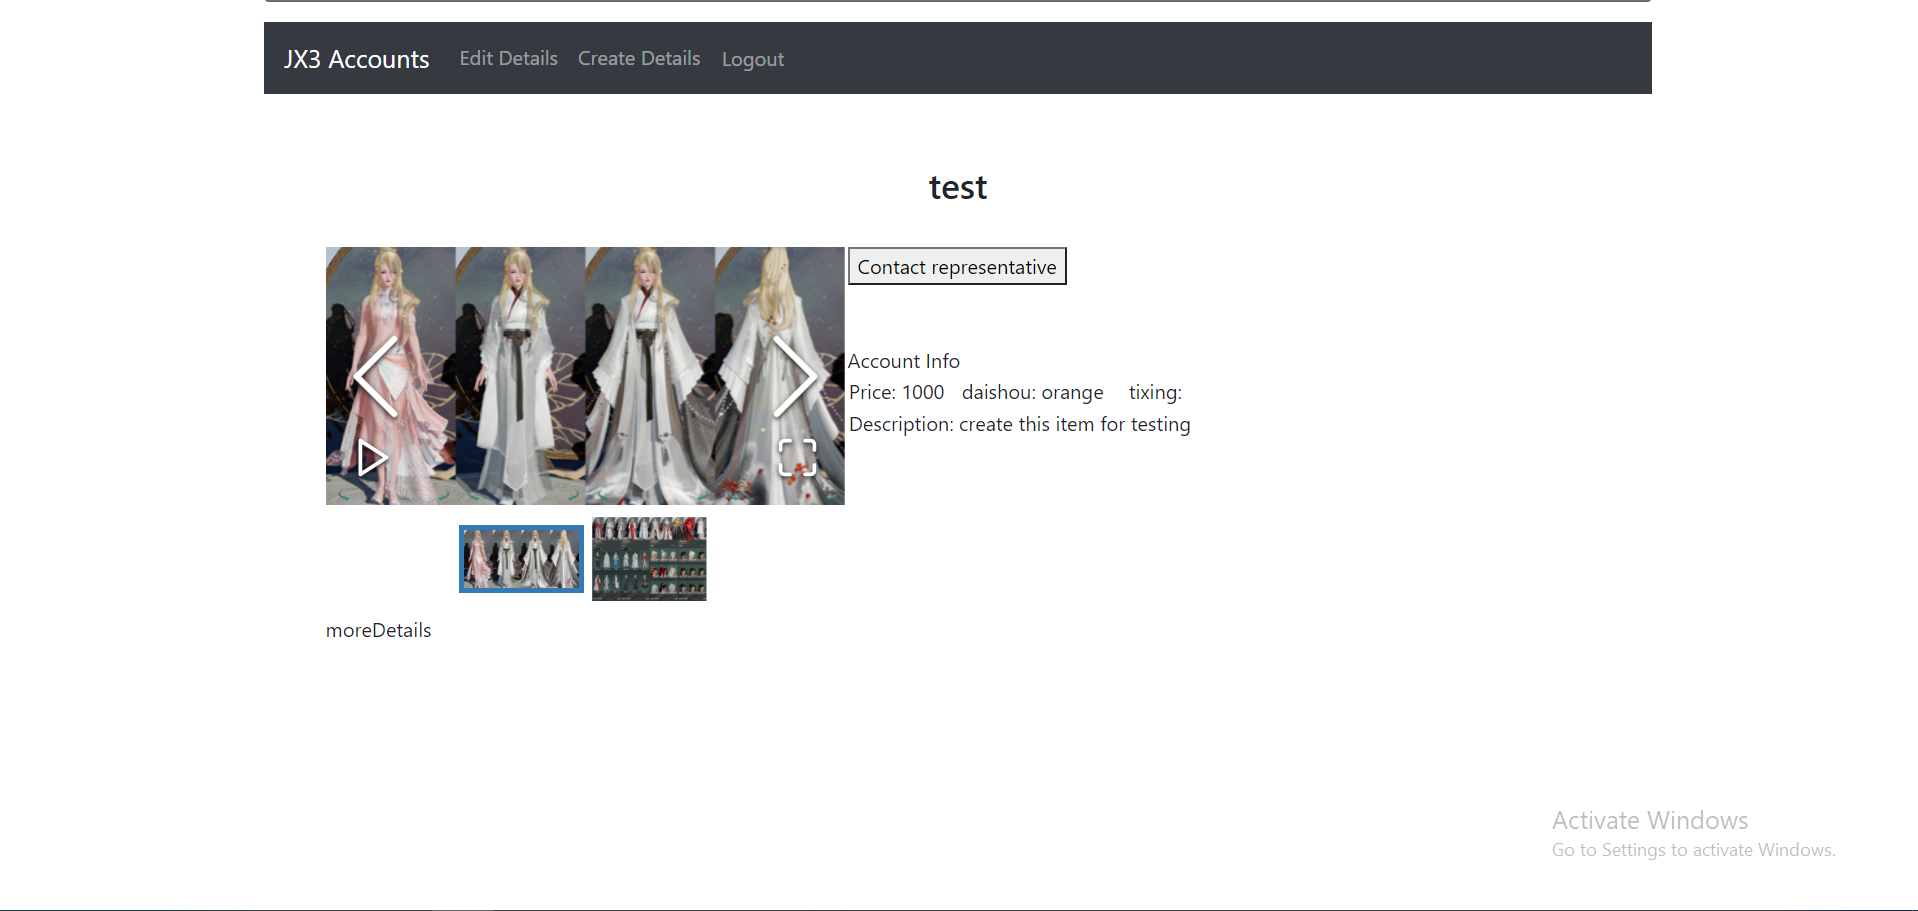 JX3 Accounts Edit Details Create Details Logout
test
Contact representative
Account Info
Price: 1000 daishou: orange tixing:
Description: create this item for testing
moreDetails
Activate Windows
Go to Settings to activate Windows.